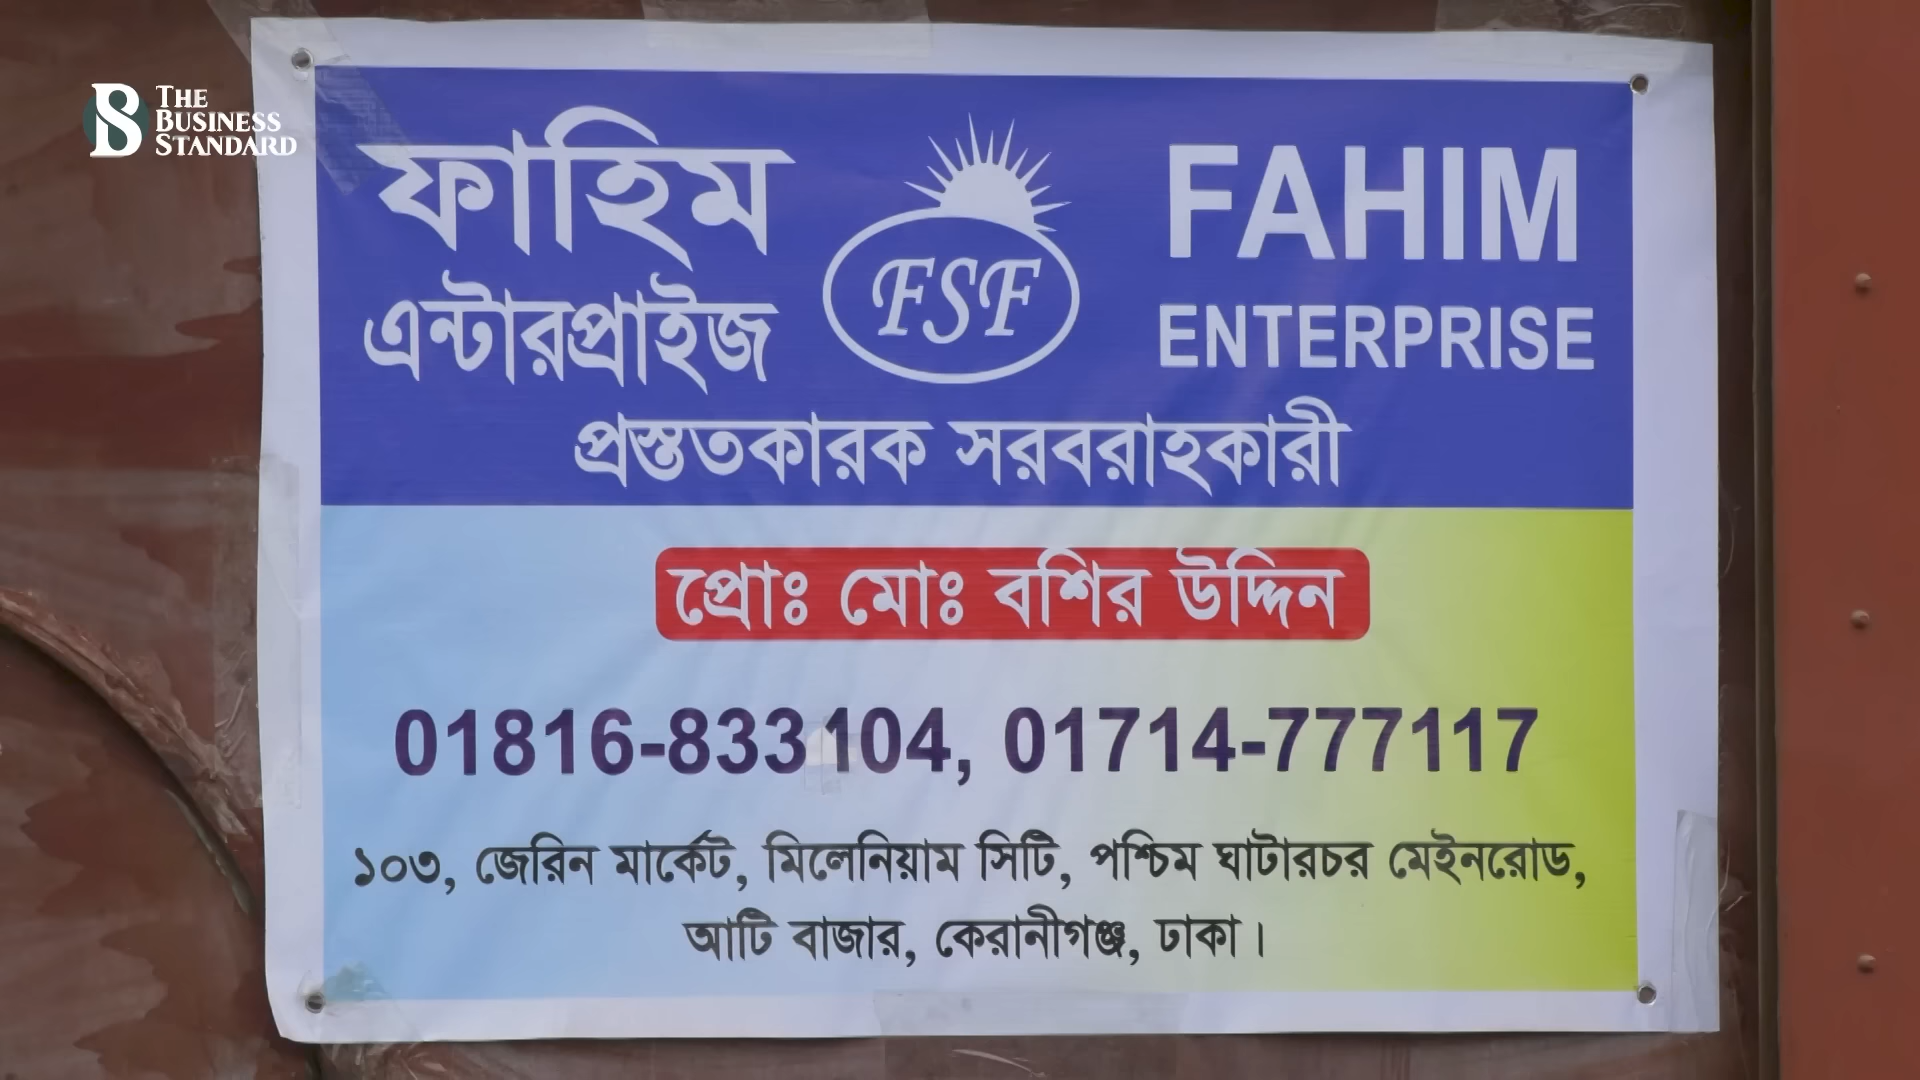 THE
BUSINESS
STANDARD
ফাহিম
এন্টারপ্রাইজ
FSF
FAHIM
ENTERPRISE
প্রস্তুতকারক সরবরাহকারী
প্রোঃ মোঃ বশির উদ্দিন
01816-833104, 01714-777117
১০৩, জেরিন মার্কেট, মিলেনিয়াম সিটি, পশ্চিম ঘাটারচর মেইনরোড,
আটি বাজার, কেরানীগঞ্জ, ঢাকা।